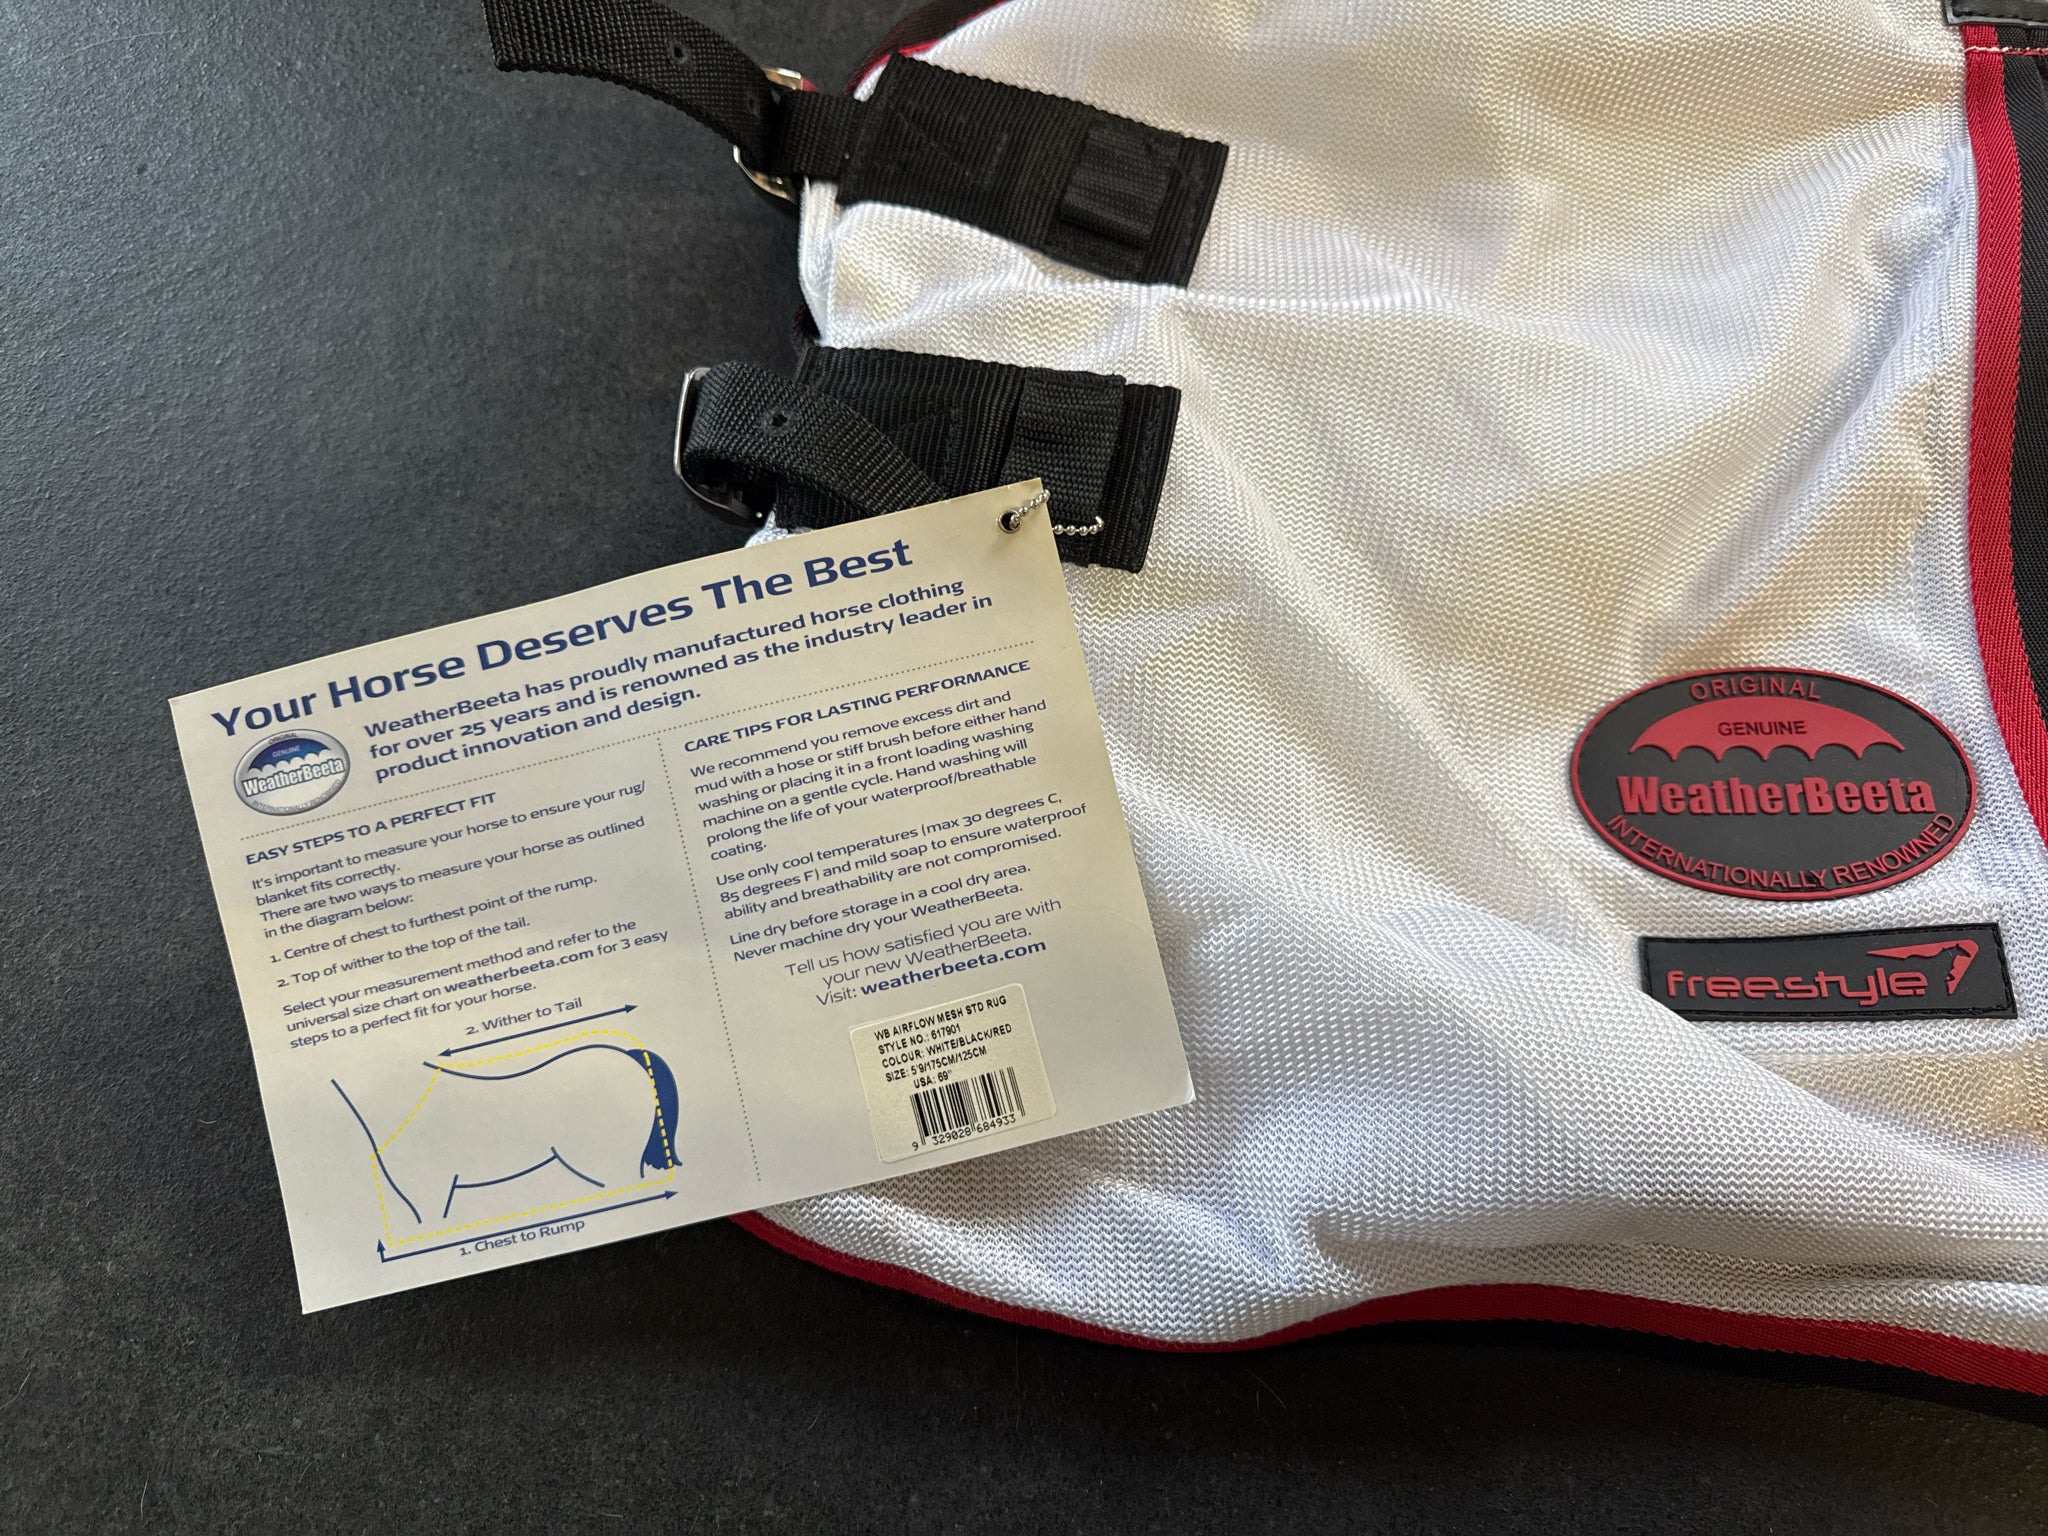 Your Horse Deserves The Best
WeatherBeeta has proudly manufactured horse clothing
for over 25 years and is renowned as the industry leader in
product innovation and design.
ORIGINAL
GENUINE
WeatherBeeta
INTERNATIONALLY RENOWNED
EASY STEPS TO A PERFECT FIT
It's important to measure your horse to ensure your rug/
blanket fits correctly.
There are two ways to measure your horse as outlined
in the diagram below:
1. Centre of chest to furthest point of the rump.
2. Top of wither to the top of the tail.
Select your measurement method and refer to the
universal size chart on weatherbeeta.com for 3 easy
steps to a perfect fit for your horse.
2. Wither to Tail
1. Chest to Rump
CARE TIPS FOR LASTING PERFORMANCE
We recommend you remove excess dirt and
mud with a hose or stiff brush before either hand
washing or placing it in a front loading washing
machine on a gentle cycle. Hand washing will
prolong the life of your waterproof/breathable
coating.
Use only cool temperatures (max 30 degrees C,
85 degrees F) and mild soap to ensure waterproof
ability and breathability are not compromised.
Line dry before storage in a cool dry area.
Never machine dry your WeatherBeeta.
Tell us how satisfied you are with
your new WeatherBeeta.
Visit: weatherbeeta.com
WB AIRFLOW MESH STD RUG
STYLE NO.: 617901
COLOUR: WHITE/BLACK/RED
SIZE: 5'9/175CM/125CM
USA: 69"
9 329028 684933
ORIGINAL
GENUINE
WeatherBeeta
INTERNATIONALLY RENOWNED
freestyle